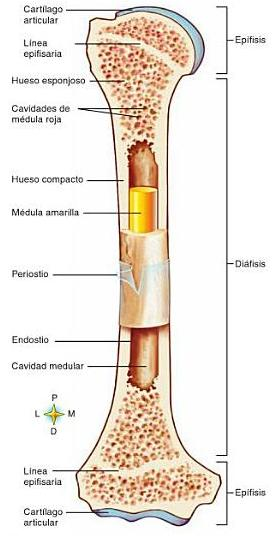 Cartílago
articular
Epífisis
Línea
epifisaria
Hueso esponjoso
Cavidades de
médula roja
Hueso compacto
Médula amarilla
Diáfisis
Periostio
Endostio
Cavidad medular
P
L M
D
Línea
epifisaria
Epífisis
Cartílago
articular